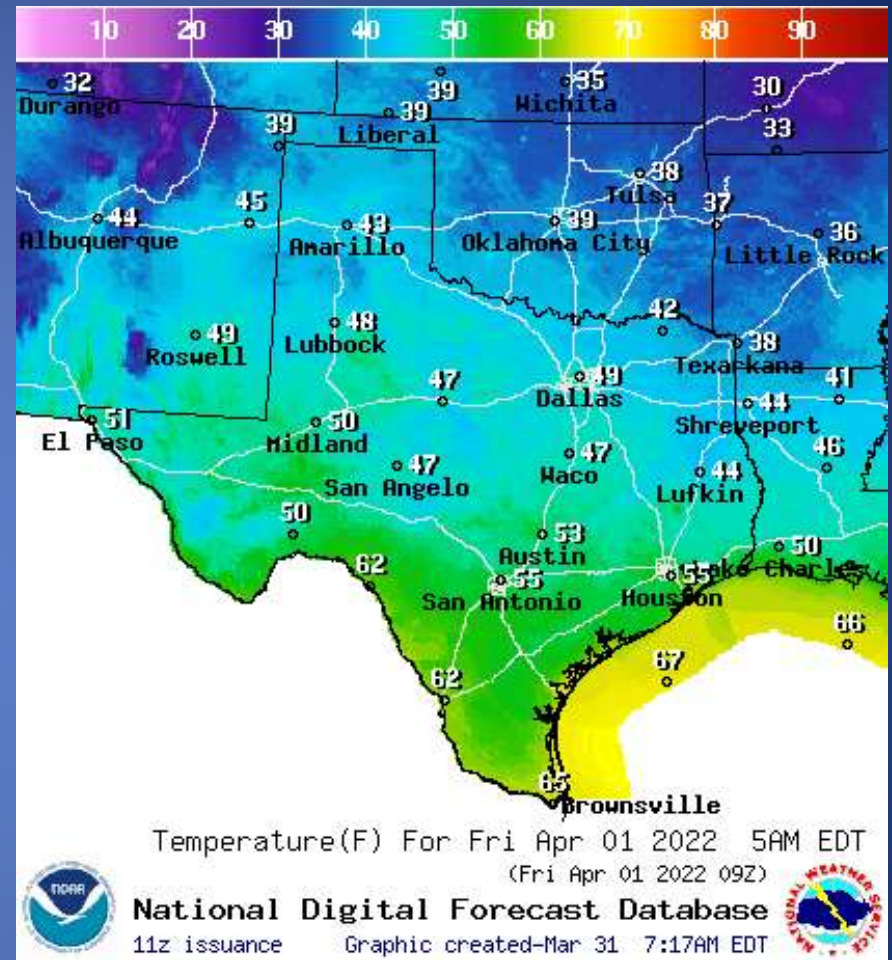 10 20 30 40 50 60 70 80 90
32 39 35 30
Durango Wichita
39 Liberal 39 33
38
Tulsa
44 45 43 39 37 36
Albuquerque Amarillo Oklahoma City Little Rock
49 48 42 38
Roswell Lubbock Texarkana
49
Dallas
51 50 47 44 41
El Paso Midland Shreveport
47 47 44 46
San Angelo Waco Lufkin
50 53 50
Austin Lake Charles
62 55 55
San Antonio Houston
66
62 67
65
Brownsville
Temperature(F) For Fri Apr 01 2022 5AM EDT
(Fri Apr 01 2022 09Z)
NOAA
National Digital Forecast Database
11z issuance Graphic created-Mar 31 7:17AM EDT
NATIONAL WEATHER SERVICE